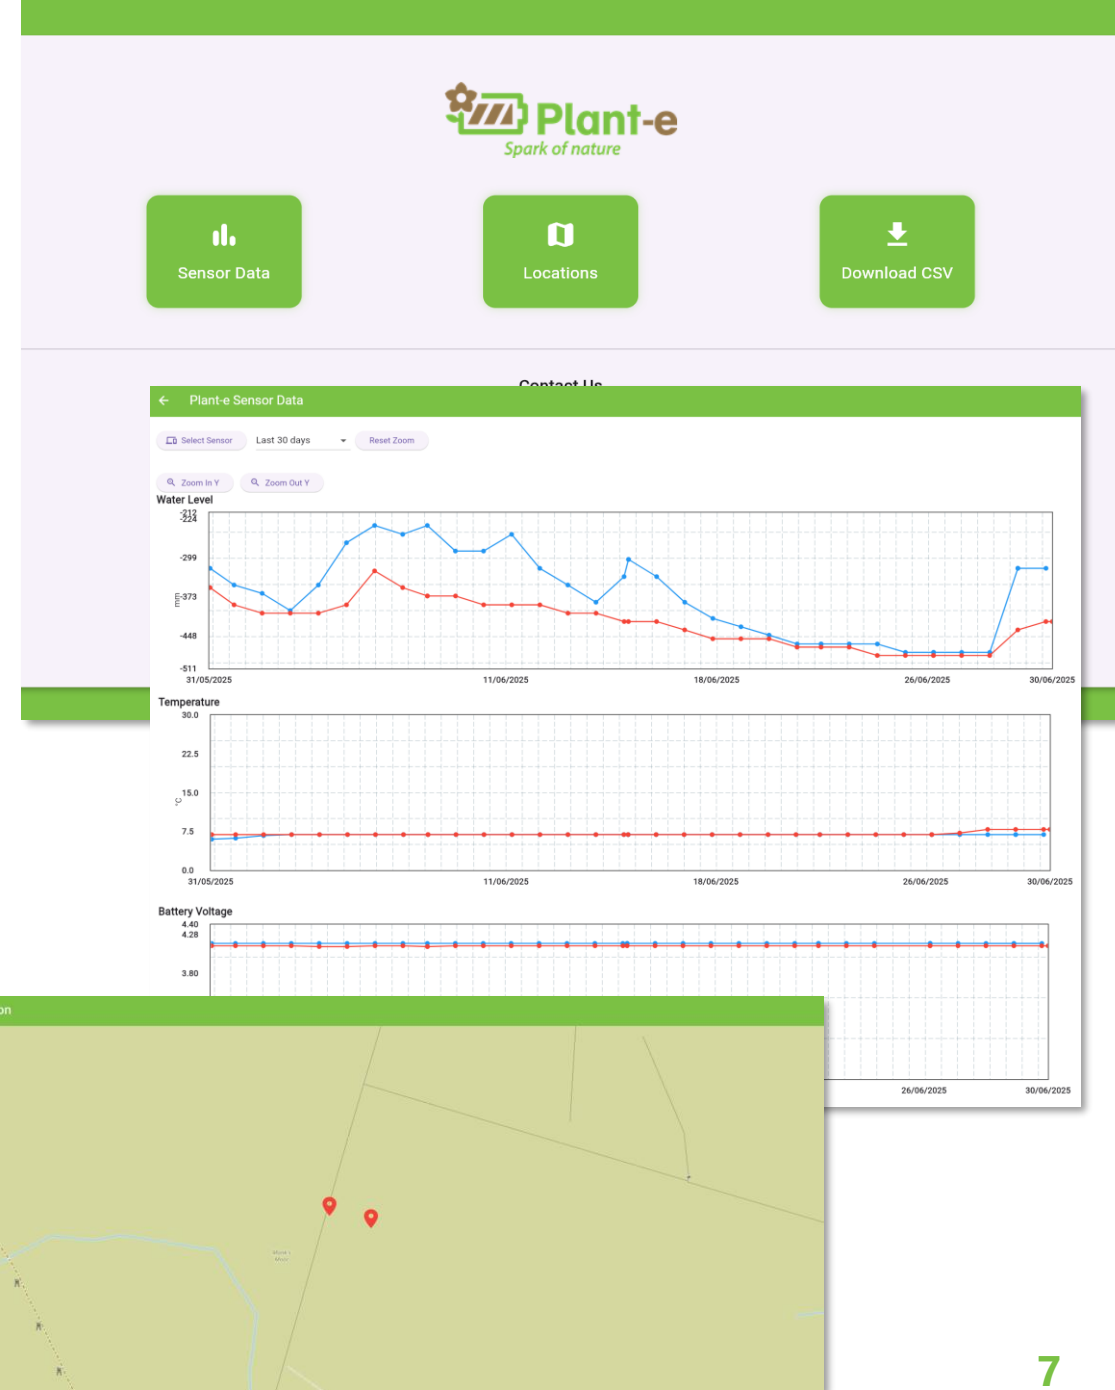 Plant-e
Spark of nature
Sensor Data
Locations
Download CSV
Contact Us
Plant-e Sensor Data
Select Sensor
Last 30 days
Reset Zoom
Zoom In Y
Zoom Out Y
Water Level
-212
-224
-299
-373
-448
-511
mm
31/05/2025
11/06/2025
18/06/2025
26/06/2025
30/06/2025
Temperature
30.0
22.5
15.0
7.5
0.0
°C
31/05/2025
11/06/2025
18/06/2025
26/06/2025
30/06/2025
Battery Voltage
4.40
4.28
3.80
26/06/2025
30/06/2025
on
7